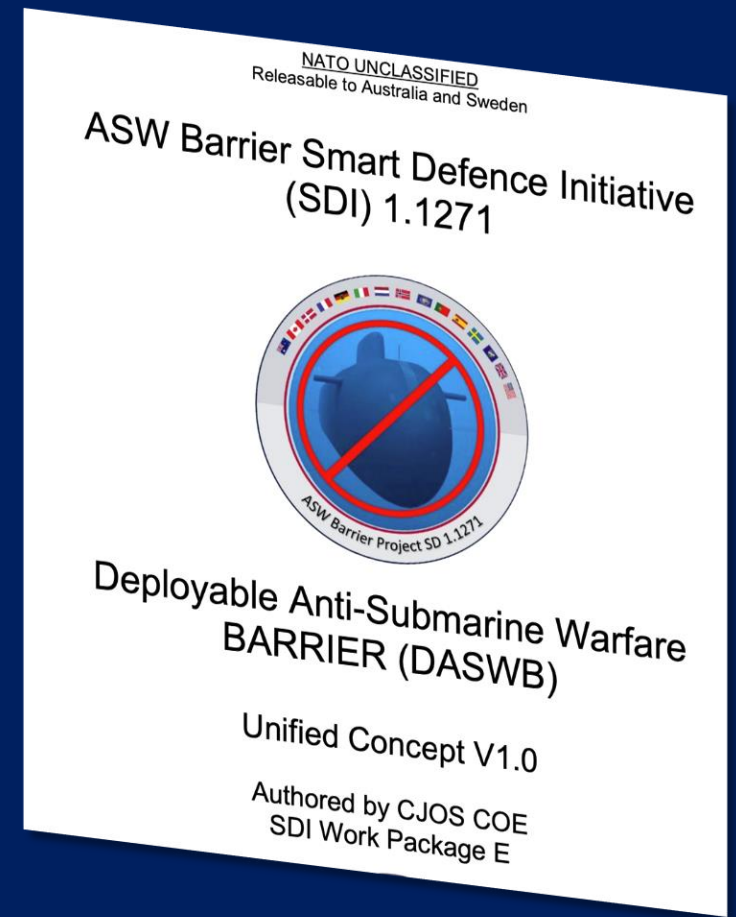 NATO UNCLASSIFIED
Releasable to Australia and Sweden
ASW Barrier Smart Defence Initiative
(SDI) 1.1271
ASW Barrier Project SD 1.1271
Deployable Anti-Submarine Warfare
BARRIER (DASWB)
Unified Concept V1.0
Authored by CJOS COE
SDI Work Package E